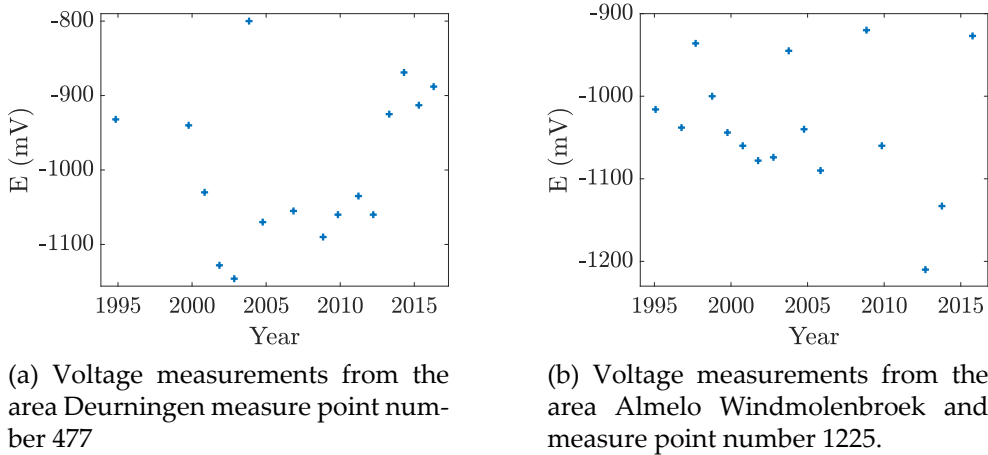 -800
-900
-1000
-1100
E (mV)
1995 2000 2005 2010 2015
Year
(a) Voltage measurements from the
area Deurningen measure point num-
ber 477
-900
-1000
-1100
-1200
E (mV)
1995 2000 2005 2010 2015
Year
(b) Voltage measurements from the
area Almelo Windmolenbroek and
measure point number 1225.